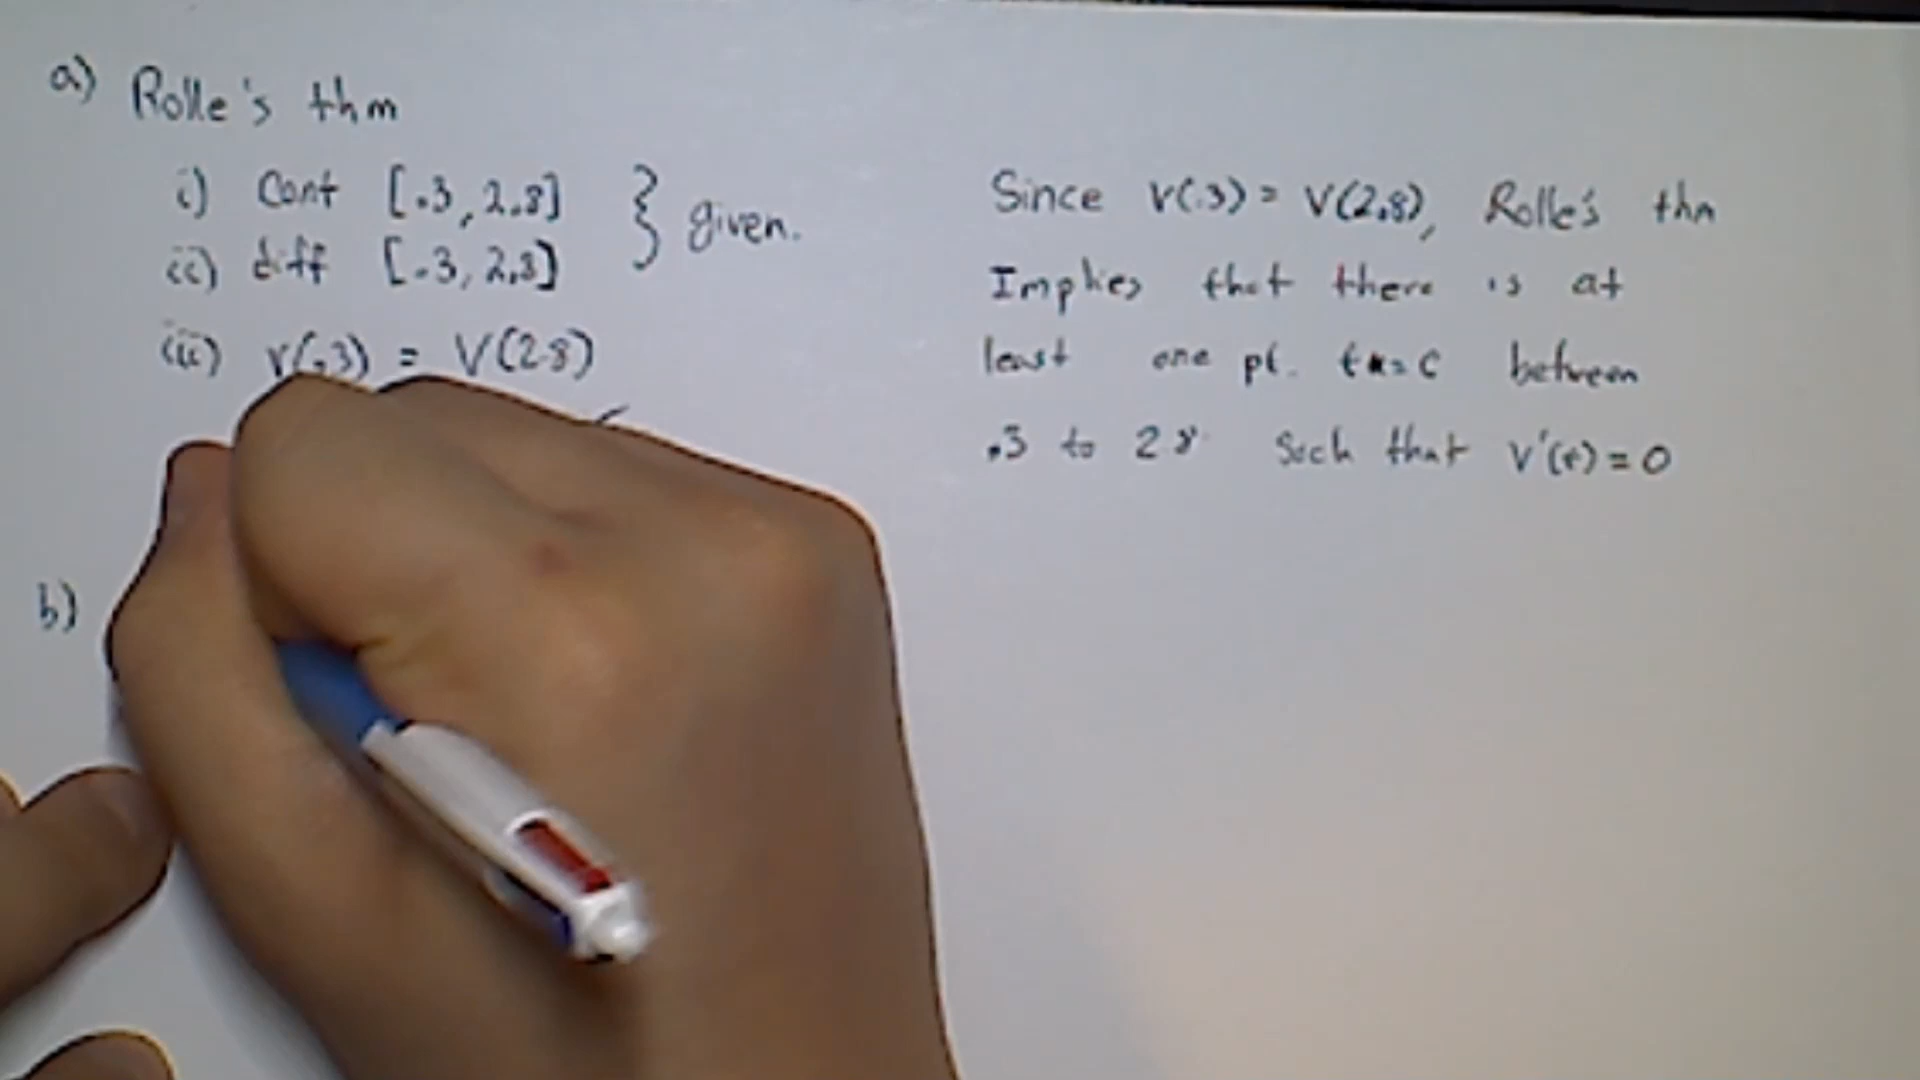 a) Rolle's thm
i) Cont [.3, 2.8] } given.
ii) diff [.3, 2.8]
iii) v(.3) = V(2.8)
Since v(.3) = V(2.8), Rolle's thm
Implies that there is at
least one pt. t = c between
.3 to 2.8 such that v'(t) = 0
b)